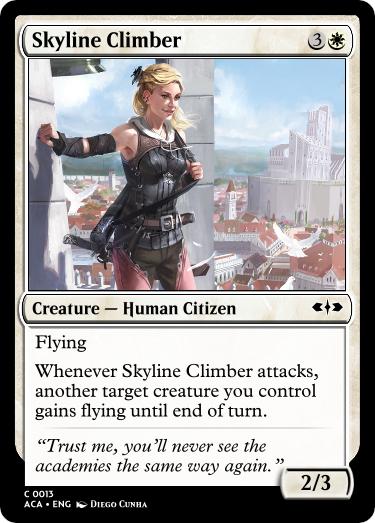 Skyline Climber 3
Creature — Human Citizen
Flying
Whenever Skyline Climber attacks,
another target creature you control
gains flying until end of turn.
“Trust me, you’ll never see the
academies the same way again.”
2/3
C 0013
ACA • ENG Diego Cunha